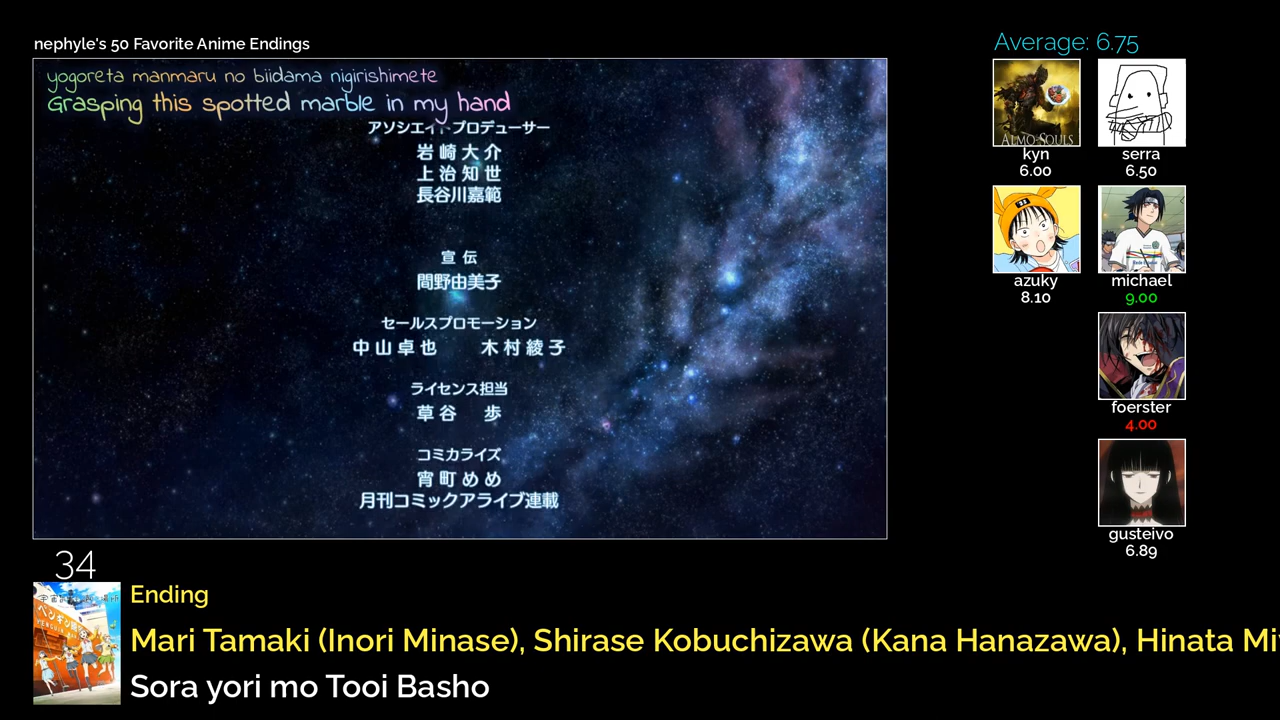 nephyle's 50 Favorite Anime Endings
Average: 6.75
yogoreta manmaru no biidama nigirishimete
Grasping this spotted marble in my hand
アソシエイトプロデューサー
岩崎大介
上治知世
長谷川嘉範
宣伝
間野由美子
セールスプロモーション
中山卓也 木村綾子
ライセンス担当
草谷 歩
コミカライズ
宵町めめ
月刊コミックアライブ連載
ALMO SOULS
kyn
6.00
serra
6.50
azuky
8.10
michael
9.00
foerster
4.00
gusteivo
6.89
34
Ending
Mari Tamaki (Inori Minase), Shirase Kobuchizawa (Kana Hanazawa), Hinata Mi
Sora yori mo Tooi Basho